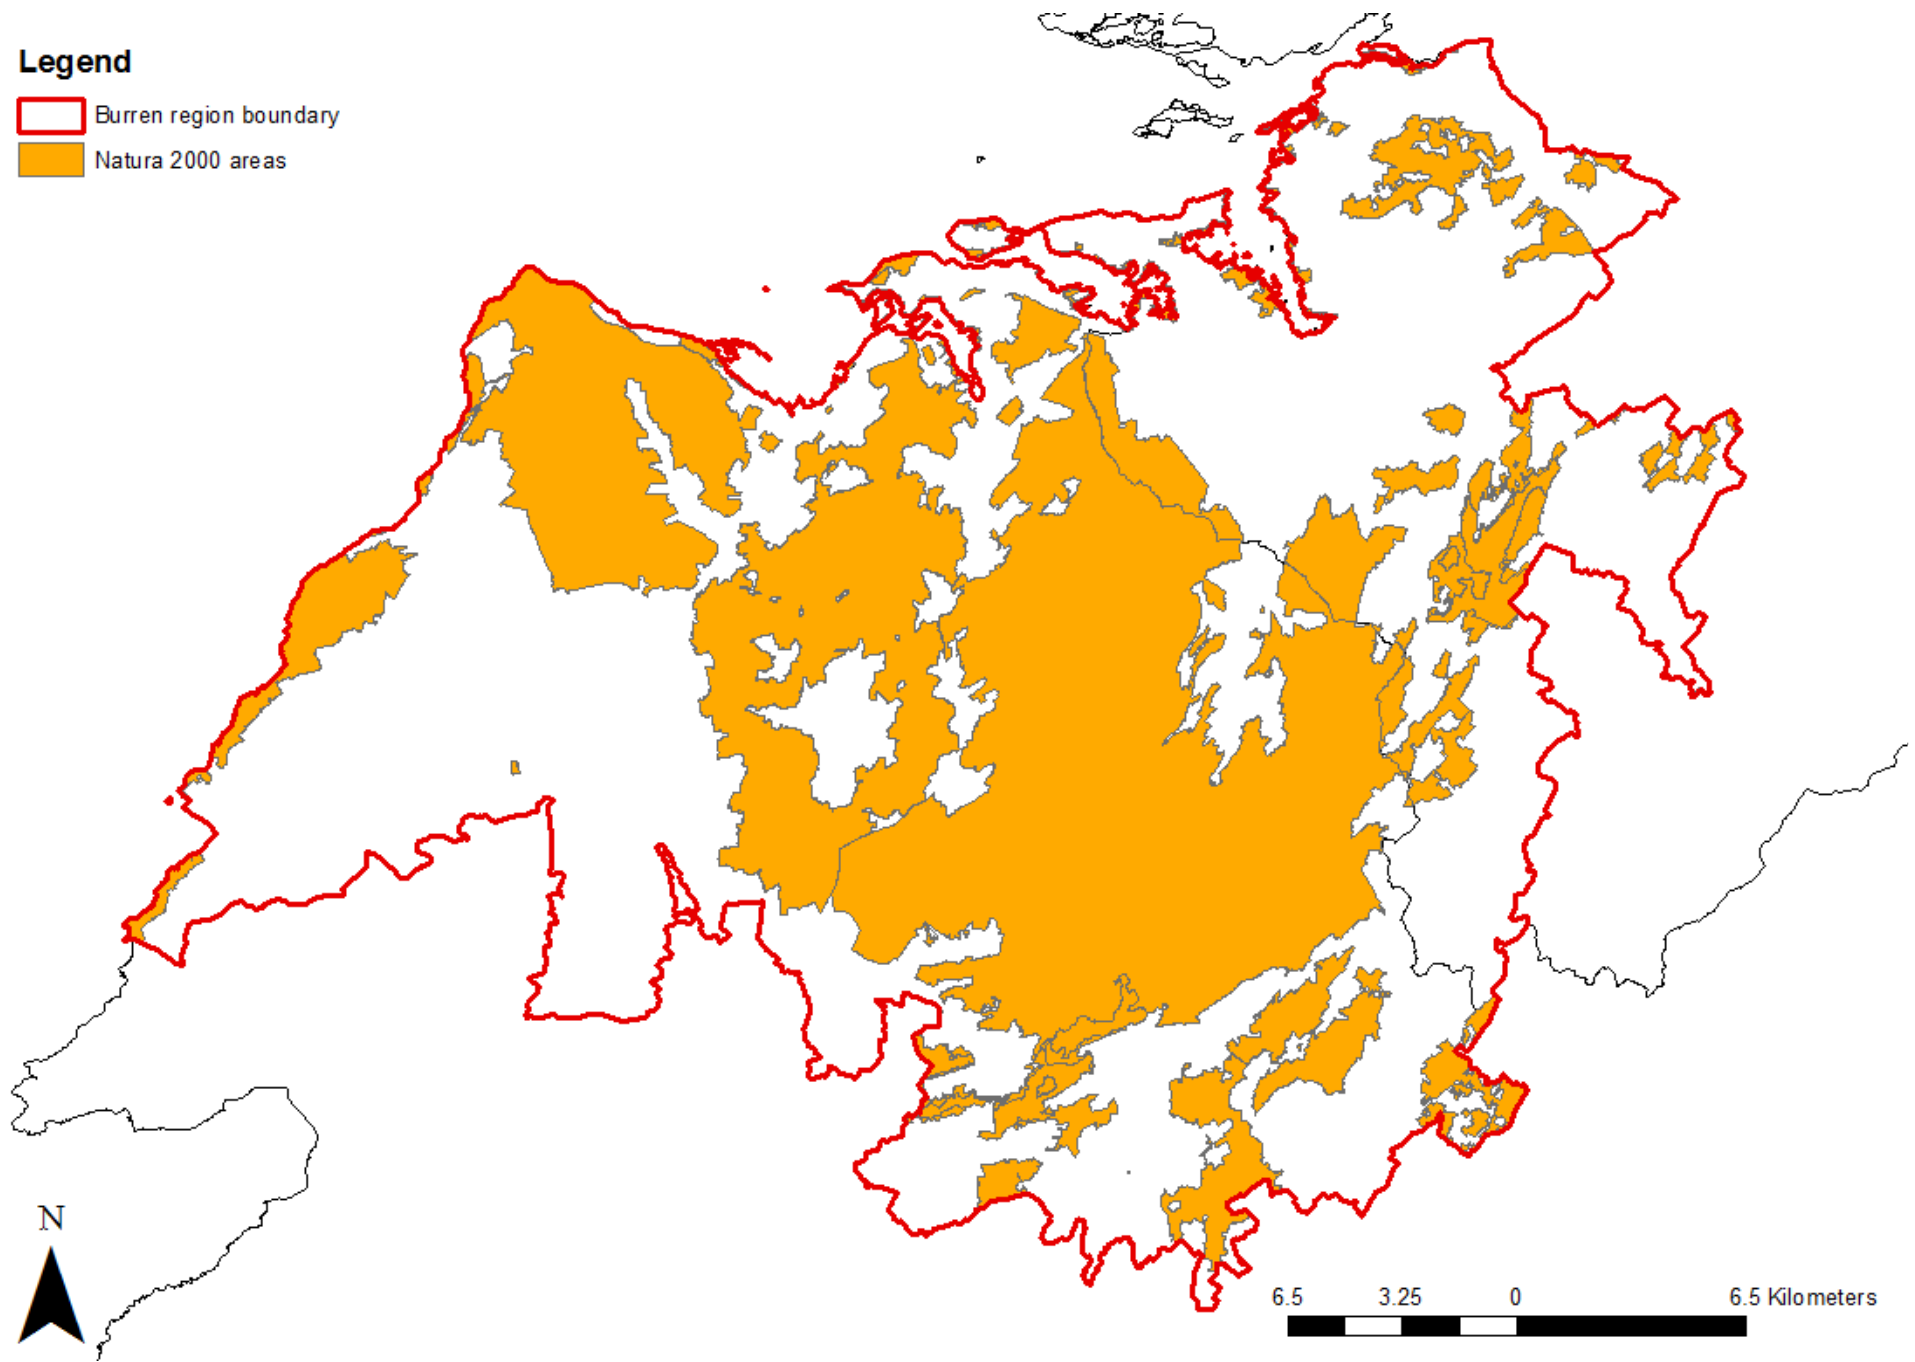 Legend
Burren region boundary
Natura 2000 areas
N
6.5 3.25 0 6.5 Kilometers